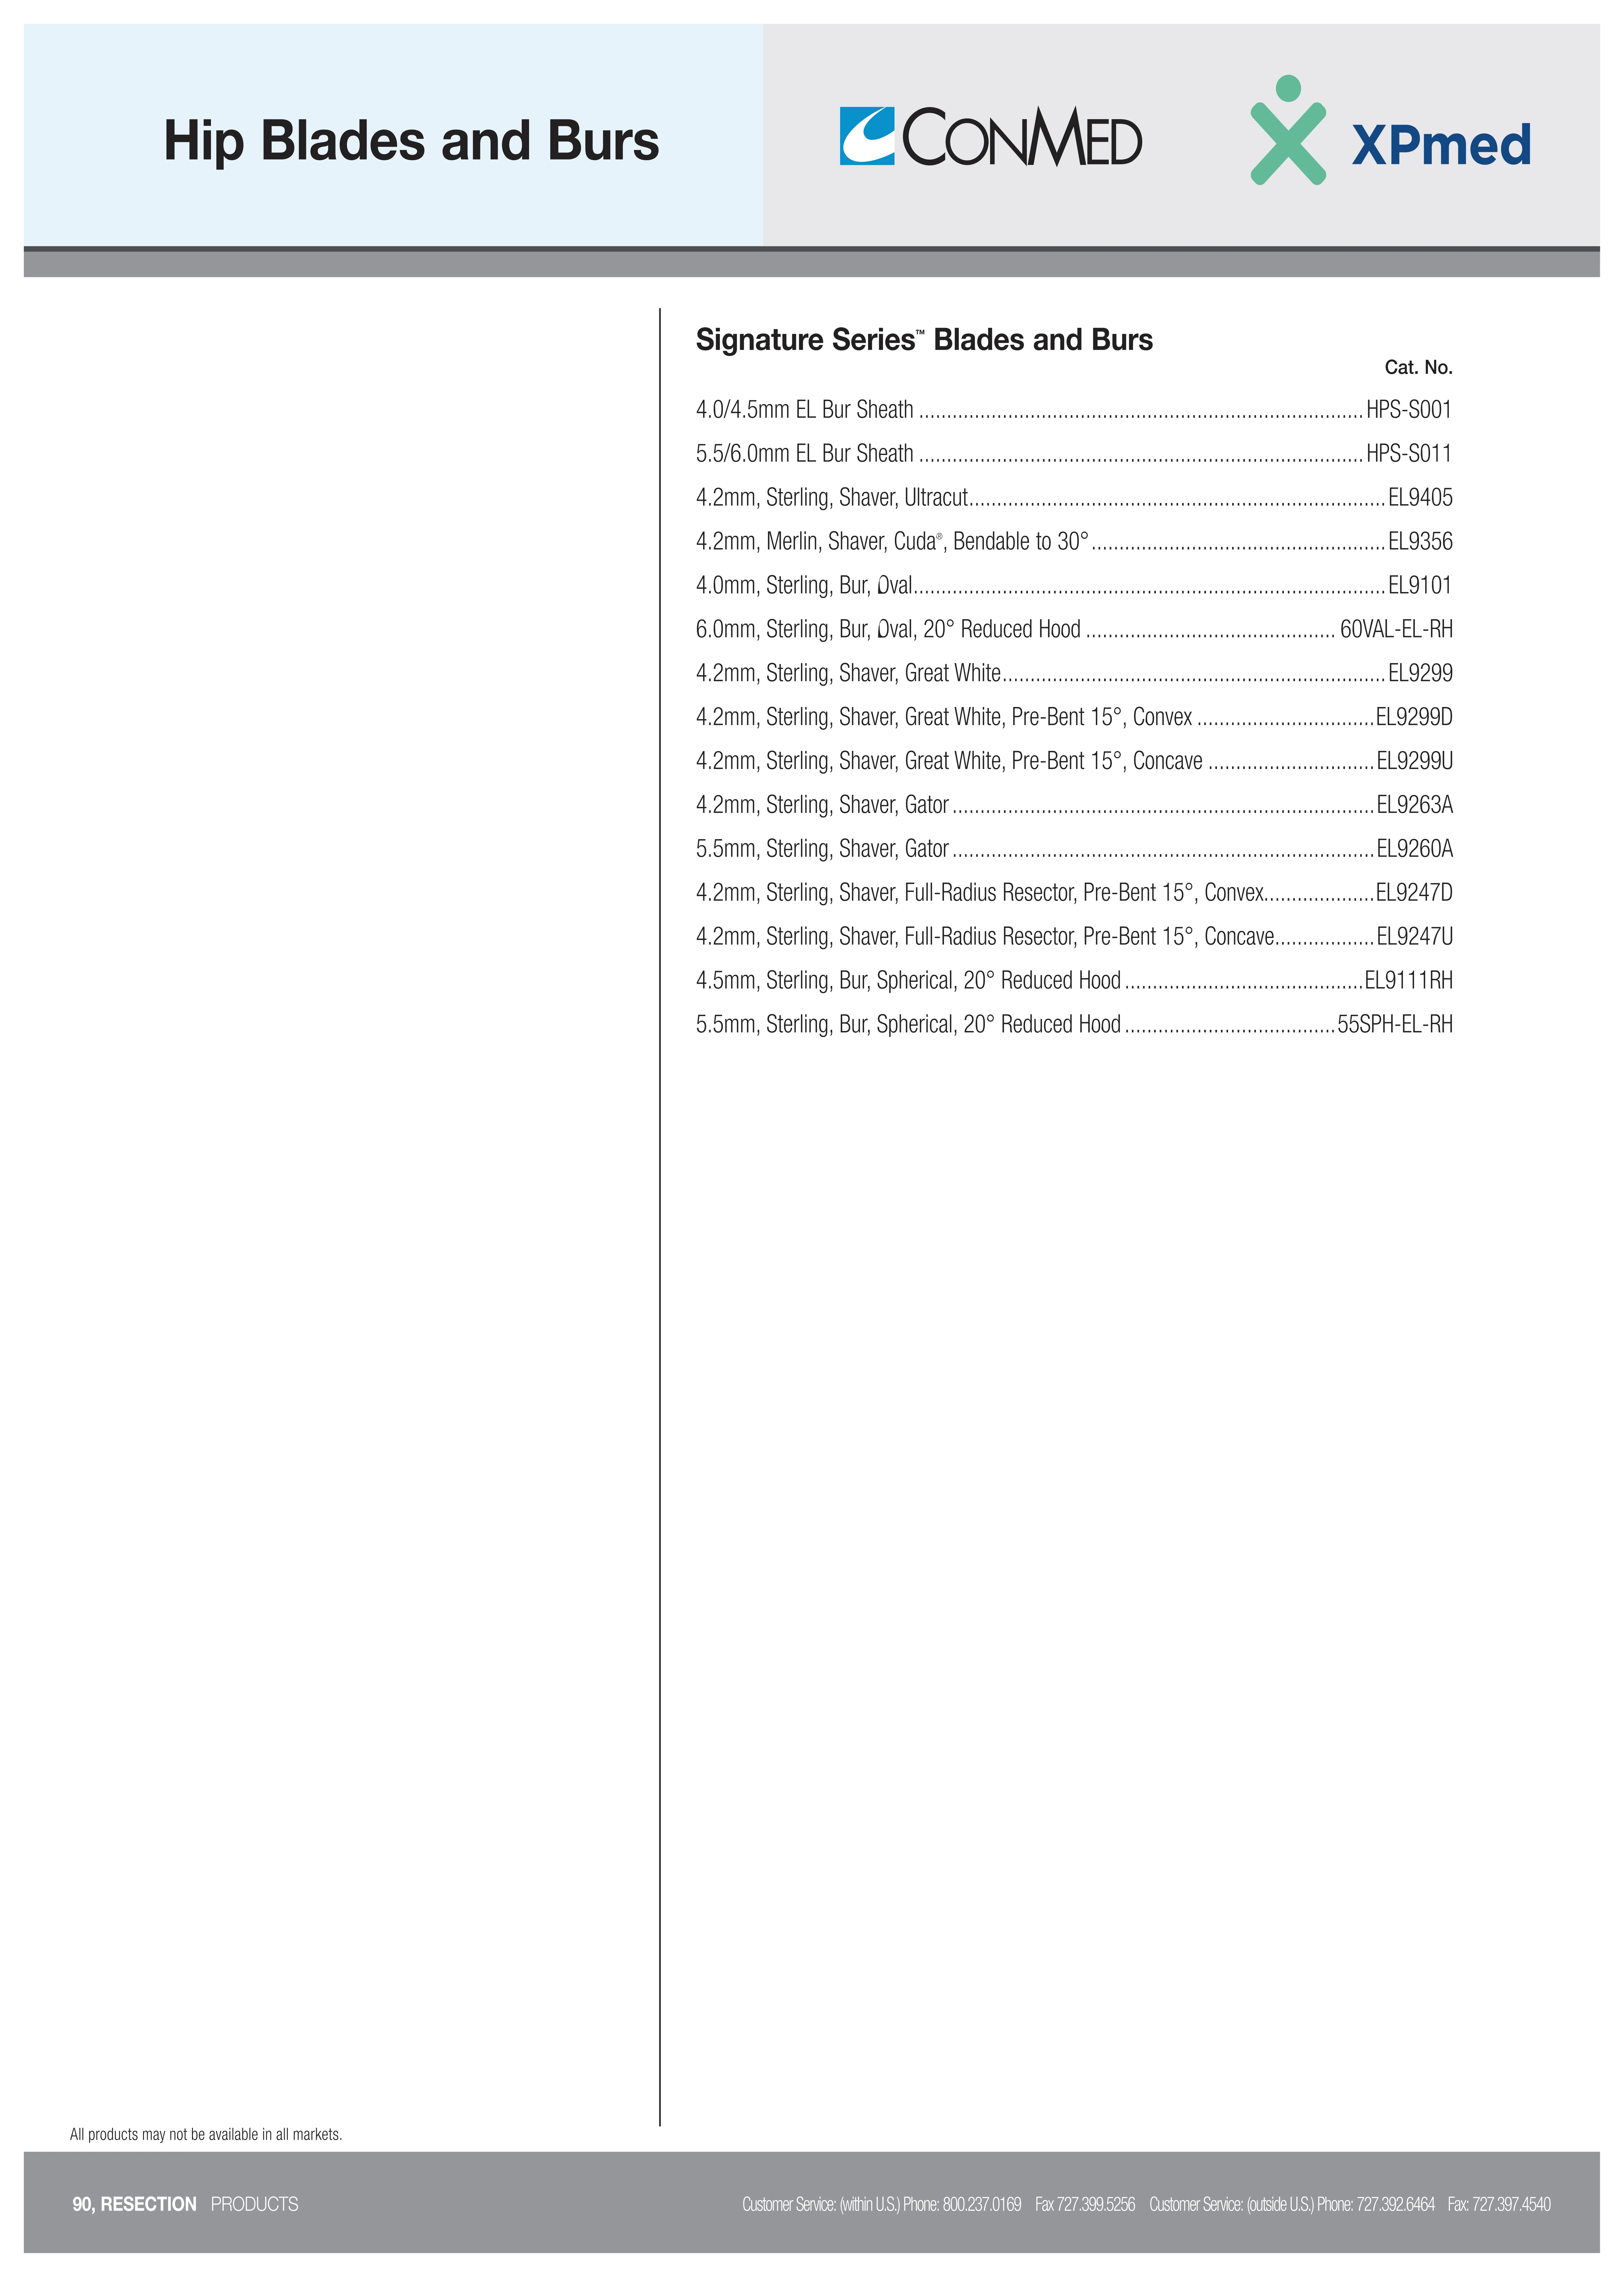 Hip Blades and Burs
CONMED
XPmed
Signature Series™ Blades and Burs
Cat. No.
4.0/4.5mm EL Bur Sheath ................................................................................ HPS-S001
5.5/6.0mm EL Bur Sheath ................................................................................ HPS-S011
4.2mm, Sterling, Shaver, Ultracut........................................................................... EL9405
4.2mm, Merlin, Shaver, Cuda®, Bendable to 30°..................................................... EL9356
4.0mm, Sterling, Bur, Oval..................................................................................... EL9101
6.0mm, Sterling, Bur, Oval, 20° Reduced Hood ............................................. 60VAL-EL-RH
4.2mm, Sterling, Shaver, Great White..................................................................... EL9299
4.2mm, Sterling, Shaver, Great White, Pre-Bent 15°, Convex ................................EL9299D
4.2mm, Sterling, Shaver, Great White, Pre-Bent 15°, Concave ..............................EL9299U
4.2mm, Sterling, Shaver, Gator ............................................................................EL9263A
5.5mm, Sterling, Shaver, Gator ............................................................................EL9260A
4.2mm, Sterling, Shaver, Full-Radius Resector, Pre-Bent 15°, Convex....................EL9247D
4.2mm, Sterling, Shaver, Full-Radius Resector, Pre-Bent 15°, Concave..................EL9247U
4.5mm, Sterling, Bur, Spherical, 20° Reduced Hood ...........................................EL9111RH
5.5mm, Sterling, Bur, Spherical, 20° Reduced Hood ......................................55SPH-EL-RH
All products may not be available in all markets.
90, RESECTION PRODUCTS
Customer Service: (within U.S.) Phone: 800.237.0169 Fax 727.399.5256 Customer Service: (outside U.S.) Phone: 727.392.6464 Fax: 727.397.4540